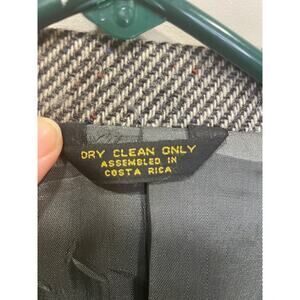 DRY CLEAN ONLY
ASSEMBLED IN
COSTA RICA